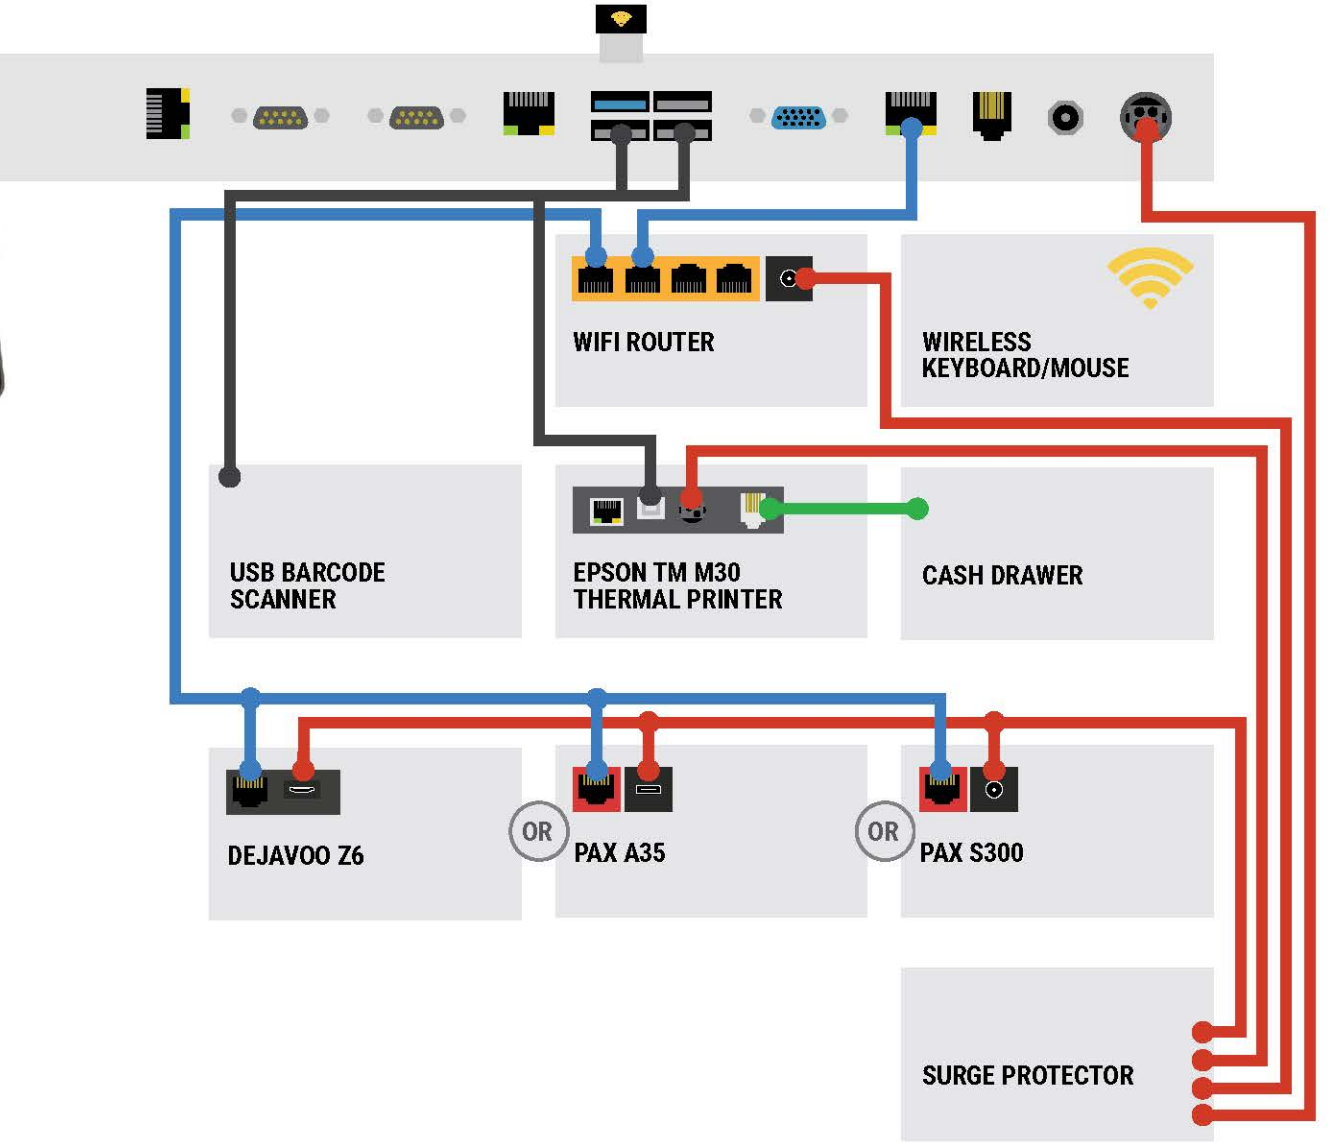 WIFI ROUTER
WIRELESS
KEYBOARD/MOUSE
USB BARCODE
SCANNER
EPSON TM M30
THERMAL PRINTER
CASH DRAWER
DEJAVOO Z6
OR
PAX A35
OR
PAX S300
SURGE PROTECTOR